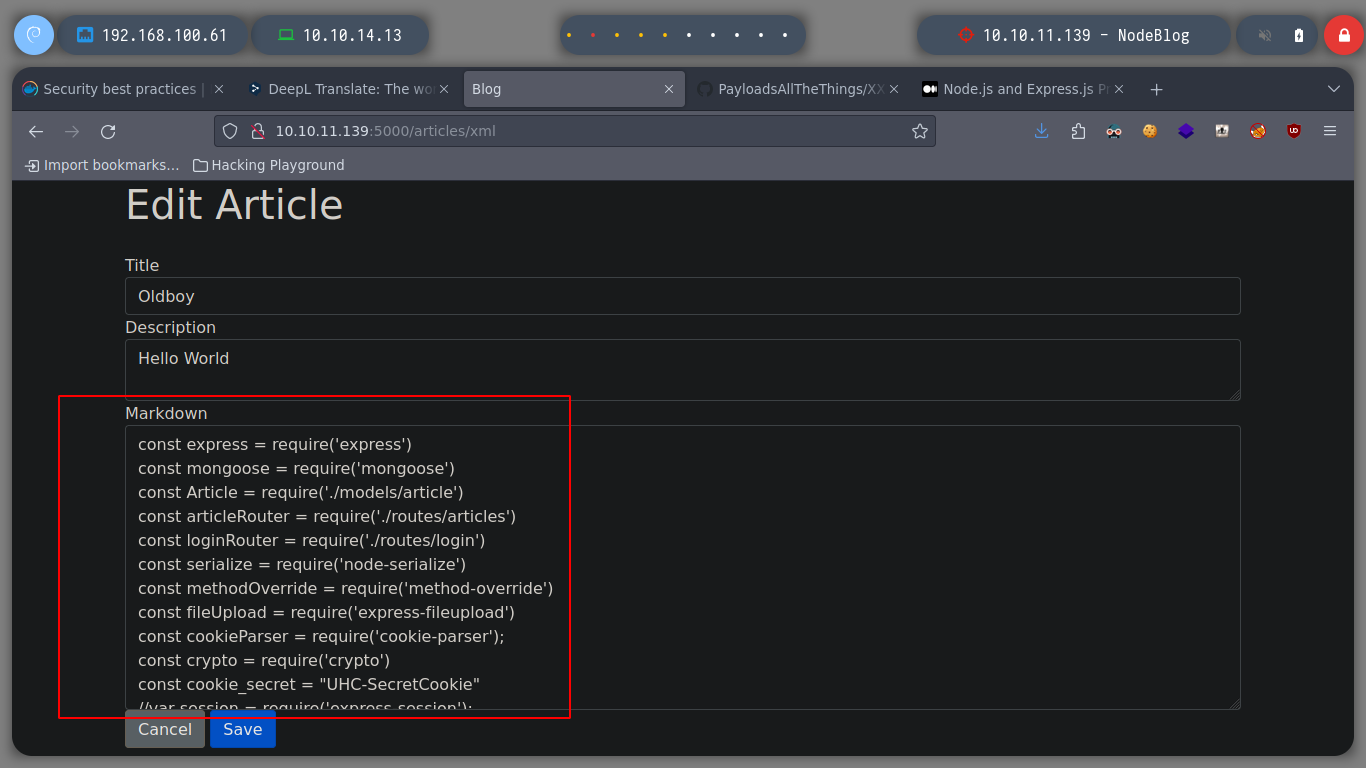 192.168.100.61 10.10.14.13 10.10.11.139 - NodeBlog
Security best practices | DeepL Translate: The wo Blog PayloadsAllTheThings/XX Node.js and Express.js Pr
10.10.11.139:5000/articles/xml
Import bookmarks... Hacking Playground
Edit Article
Title
Oldboy
Description
Hello World
Markdown
const express = require('express')
const mongoose = require('mongoose')
const Article = require('./models/article')
const articleRouter = require('./routes/articles')
const loginRouter = require('./routes/login')
const serialize = require('node-serialize')
const methodOverride = require('method-override')
const fileUpload = require('express-fileupload')
const cookieParser = require('cookie-parser');
const crypto = require('crypto')
const cookie_secret = "UHC-SecretCookie"
//var session = require('express-session');
Cancel Save